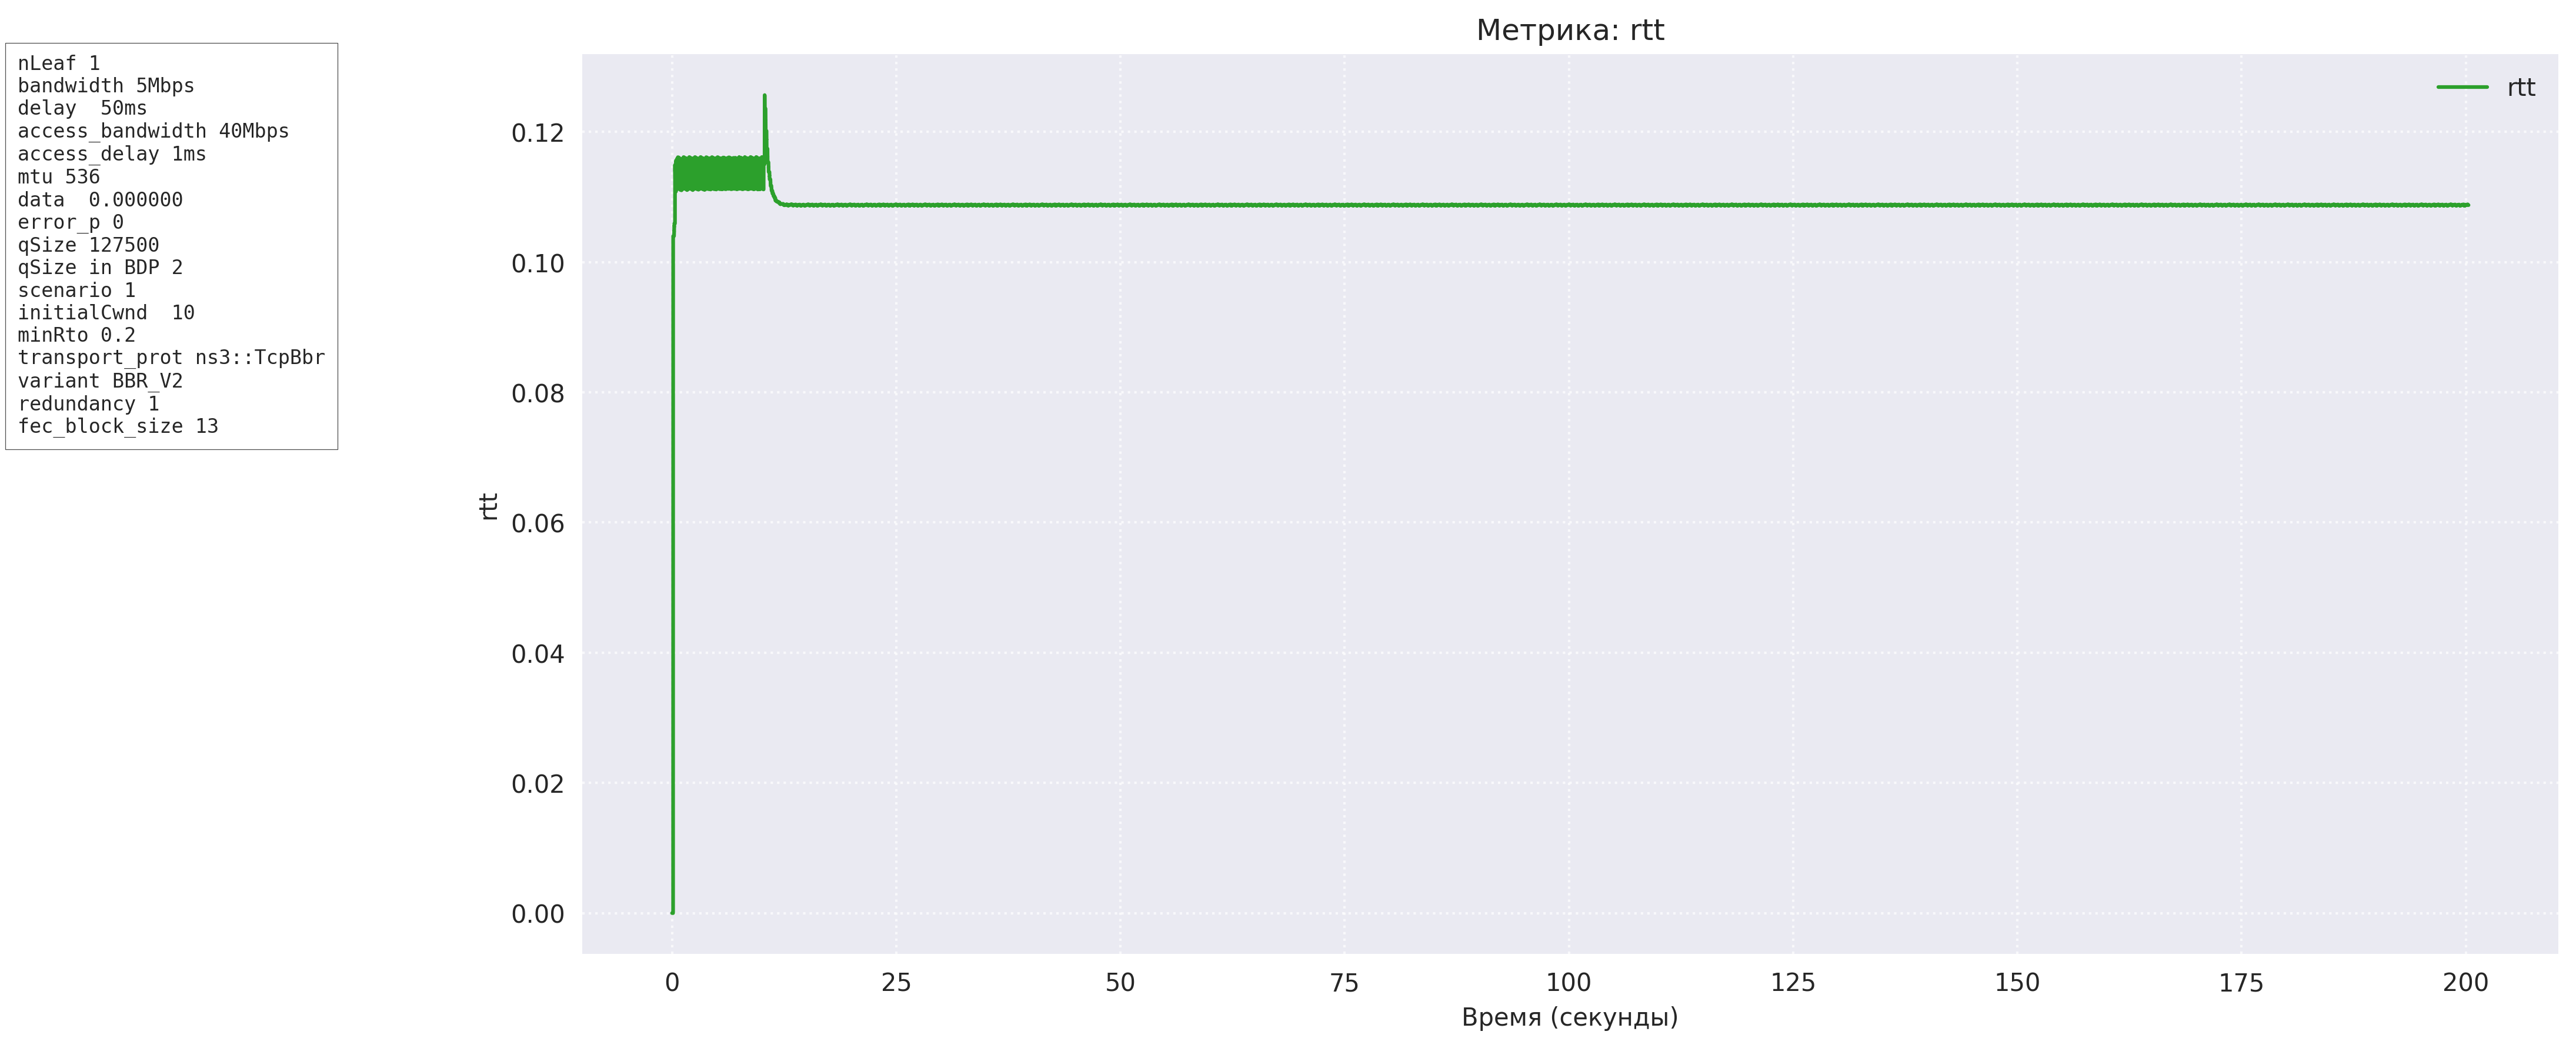 Метрика: rtt
nLeaf 1
bandwidth 5Mbps
delay  50ms
access_bandwidth 40Mbps
access_delay 1ms
mtu 536
data  0.000000
error_p 0
qSize 127500
qSize in BDP 2
scenario 1
initialCwnd  10
minRto 0.2
transport_prot ns3::TcpBbr
variant BBR_V2
redundancy 1
fec_block_size 13
rtt
rtt
0.12
0.10
0.08
0.06
0.04
0.02
0.00
0 25 50 75 100 125 150 175 200
Время (секунды)